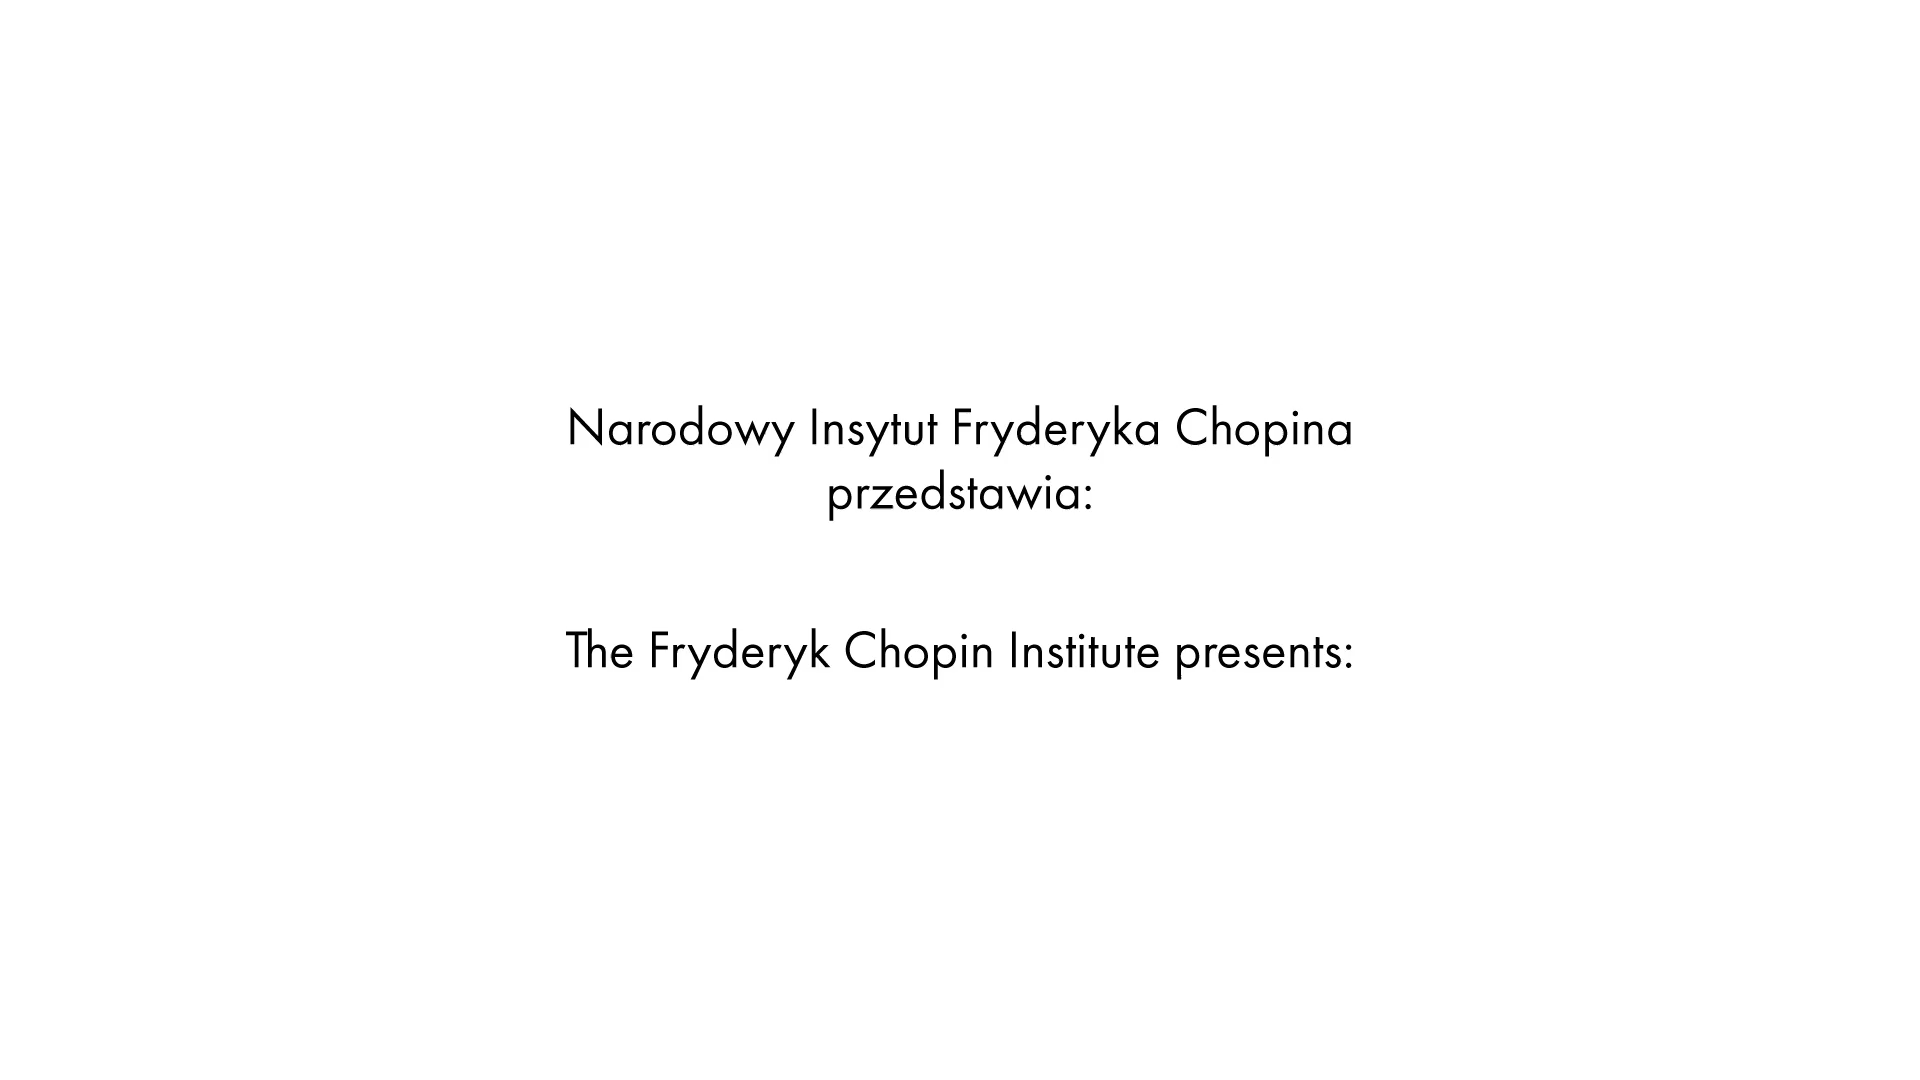 Narodowy Insytut Fryderyka Chopina
przedstawia:
The Fryderyk Chopin Institute presents: